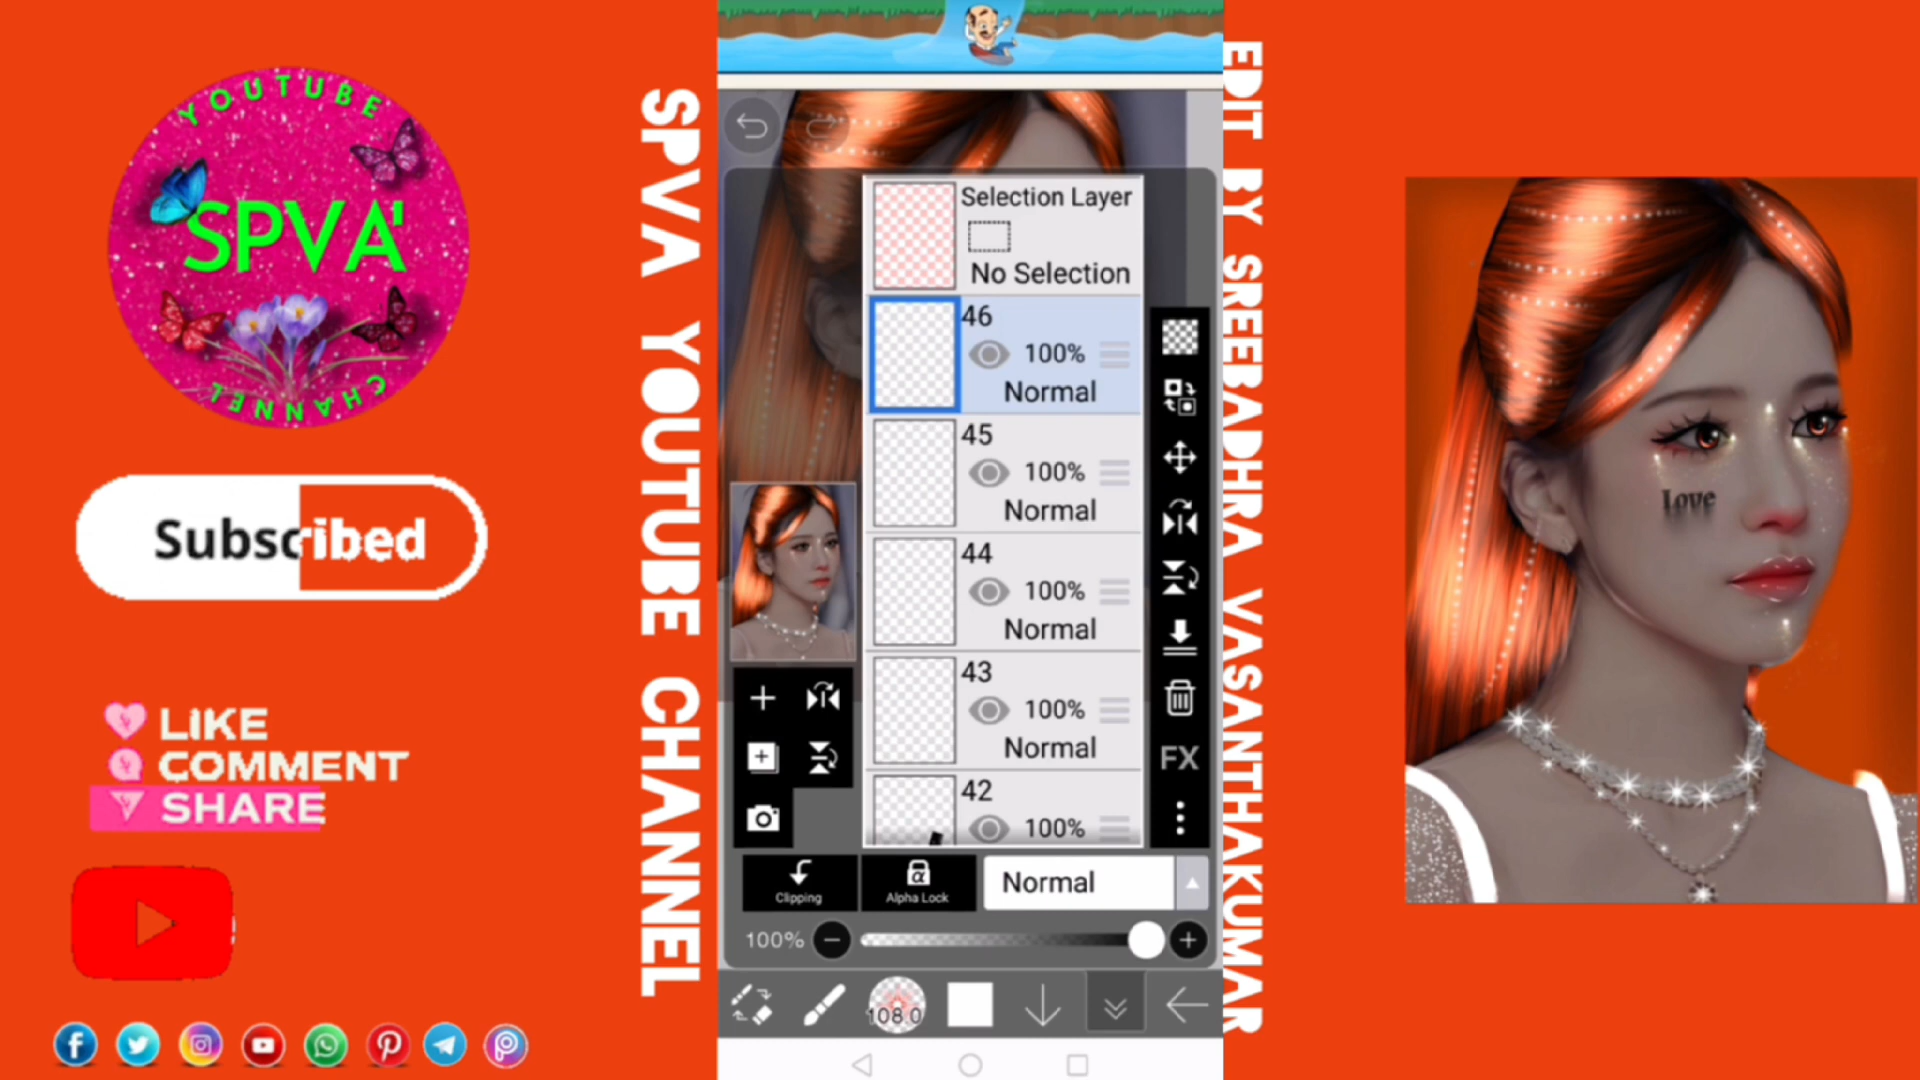 YOUTUBE
SPVA'
CHANNEL
Subscribed
LIKE
COMMENT
SHARE
SPVA YOUTUBE CHANNEL
Selection Layer
No Selection
46
100%
Normal
45
100%
Normal
44
100%
Normal
43
100%
Normal
42
100%
FX
Clipping
α
Alpha Lock
Normal
100%
108.0
EDIT BY SREEBADHRA VASANTHAKUMAR
Love